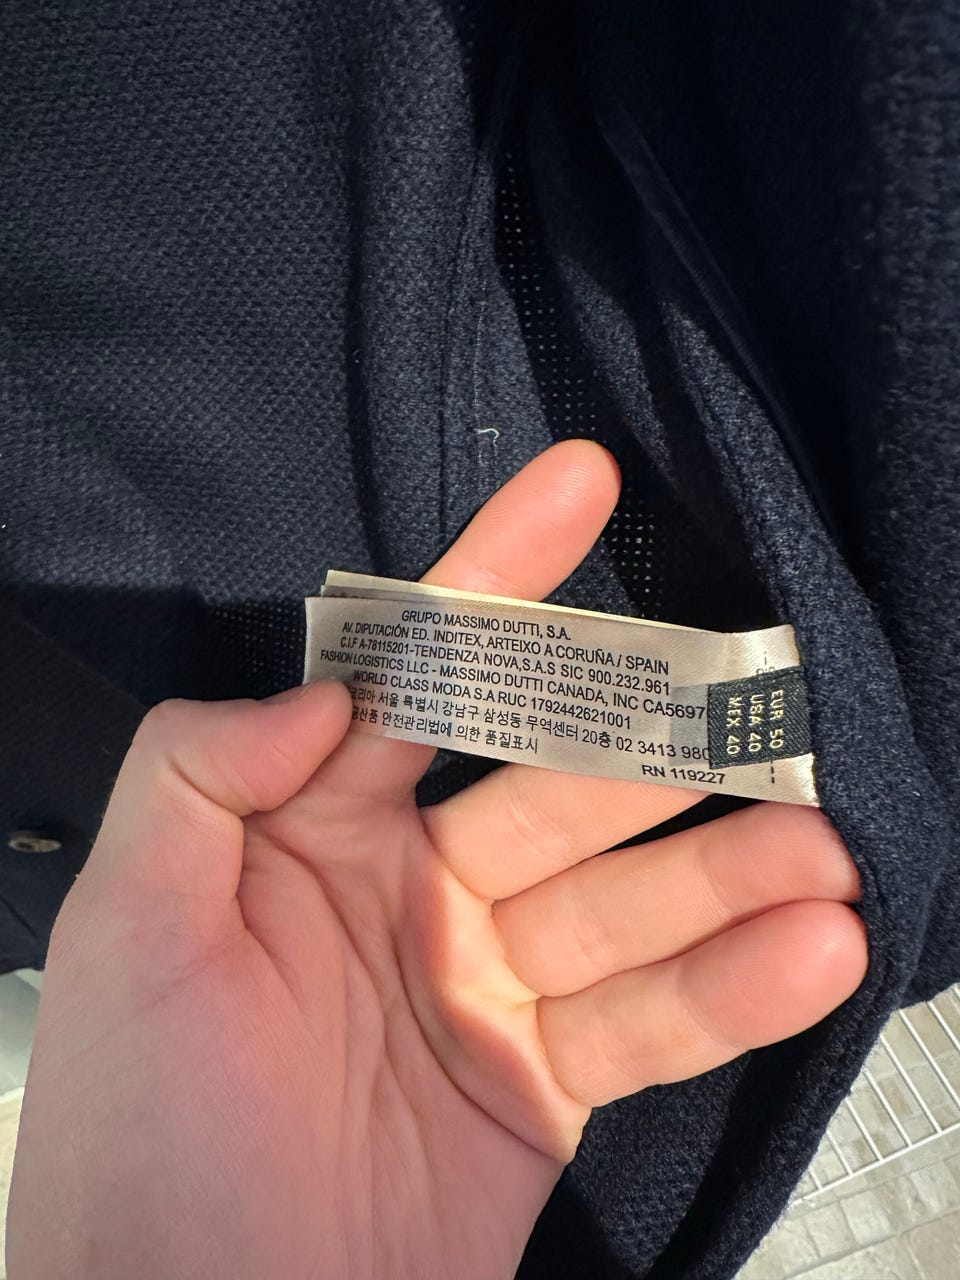 GRUPO MASSIMO DUTTI, S.A.
AV. DIPUTACIÓN ED. INDITEX, ARTEIXO A CORUÑA / SPAIN
C.I.F A-78115201-TENDENZA NOVA,S.A.S SIC 900.232.961
FASHION LOGISTICS LLC - MASSIMO DUTTI CANADA, INC CA5697
WORLD CLASS MODA S.A RUC 1792442621001
서울 특별시 강남구 삼성동 무역센터 20층 02 3413 980
안전관리법에 의한 품질표시
RN 119227
EUR 50
USA 40
MEX 40